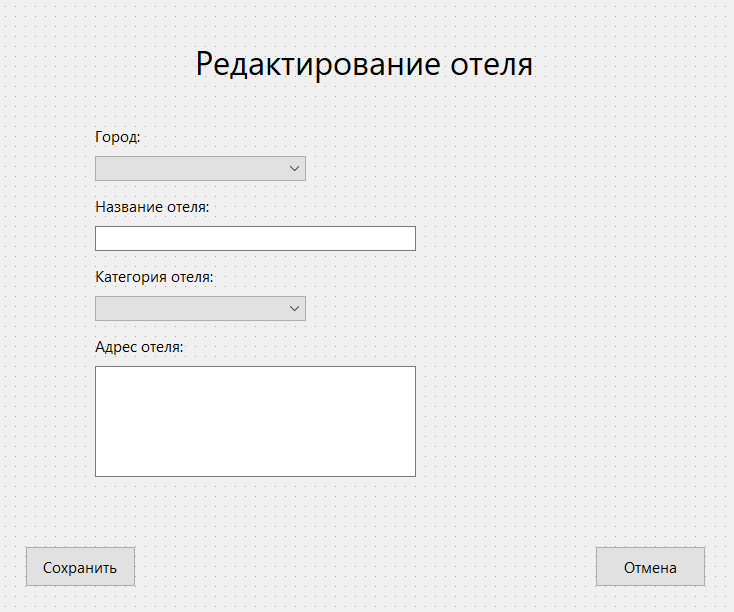 Редактирование отеля
Город:
Название отеля:
Категория отеля:
Адрес отеля:
Сохранить
Отмена